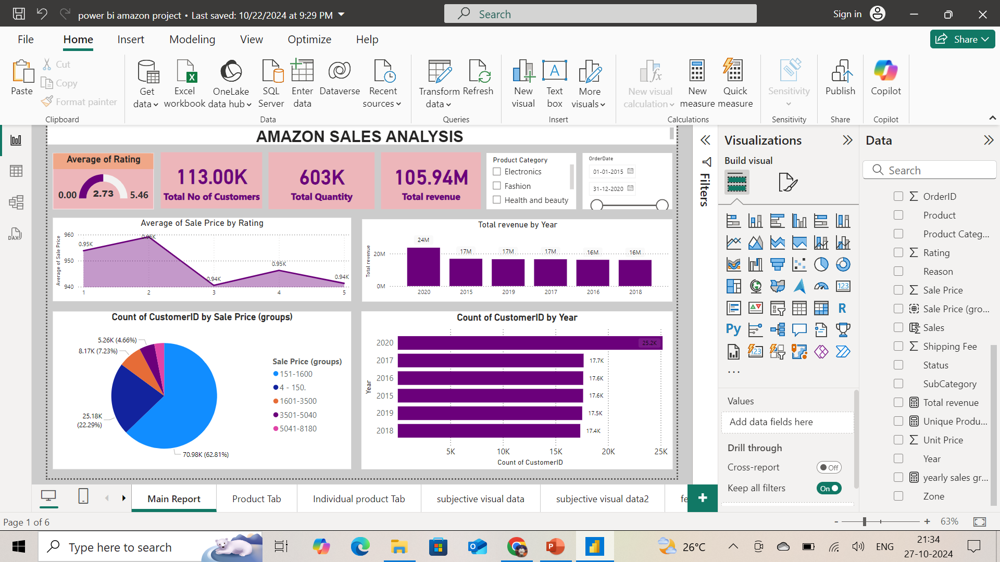 power bi amazon project • Last saved: 10/22/2024 at 9:29 PM
Search
Sign in
File
Home
Insert
Modeling
View
Optimize
Help
Share
Paste
Cut
Copy
Format painter
Clipboard
Get
data
Excel
workbook
OneLake
data hub
SQL
Server
Enter
data
Dataverse
Recent
sources
Data
Transform
data
Refresh
Queries
New
visual
Text
box
More
visuals
Insert
New visual
calculation
New
measure
Quick
measure
Calculations
Sensitivity
Sensitivity
Publish
Share
Copilot
Copilot
AMAZON SALES ANALYSIS
Average of Rating
0.00
2.73
5.46
113.00K
Total No of Customers
603K
Total Quantity
105.94M
Total revenue
Product Category
Electronics
Fashion
Health and beauty
OrderDate
01-01-2015
31-12-2020
Average of Sale Price by Rating
Average of Sale Price
960
950
940
0.95K
0.96K
0.94K
0.95K
0.94K
1
2
3
4
5
Total revenue by Year
Total revenue
20M
0M
24M
17M
17M
17M
16M
16M
2020
2015
2019
2017
2016
2018
Count of CustomerID by Sale Price (groups)
5.26K (4.66%)
8.17K (7.23%)
25.18K
(22.29%)
70.98K (62.81%)
Sale Price (groups)
151-1600
4 - 150.
1601-3500
3501-5040
5041-8180
Count of CustomerID by Year
Year
2020
25.2K
2017
17.7K
2016
17.6K
2015
17.6K
2019
17.5K
2018
17.4K
5K
10K
15K
20K
25K
Count of CustomerID
Filters
Visualizations
Build visual
123
R
Py
123
...
Values
Add data fields here
Drill through
Cross-report
Off
Keep all filters
On
Data
Search
OrderID
Product
Product Categ...
Rating
Reason
Sale Price
Sale Price (gro...
Sales
Shipping Fee
Status
SubCategory
Total revenue
Unique Produ...
Unit Price
Year
yearly sales gr...
Zone
DAX
Main Report
Product Tab
Individual product Tab
subjective visual data
subjective visual data2
fe
Page 1 of 6
63%
Type here to search
26°C
ENG
21:34
27-10-2024